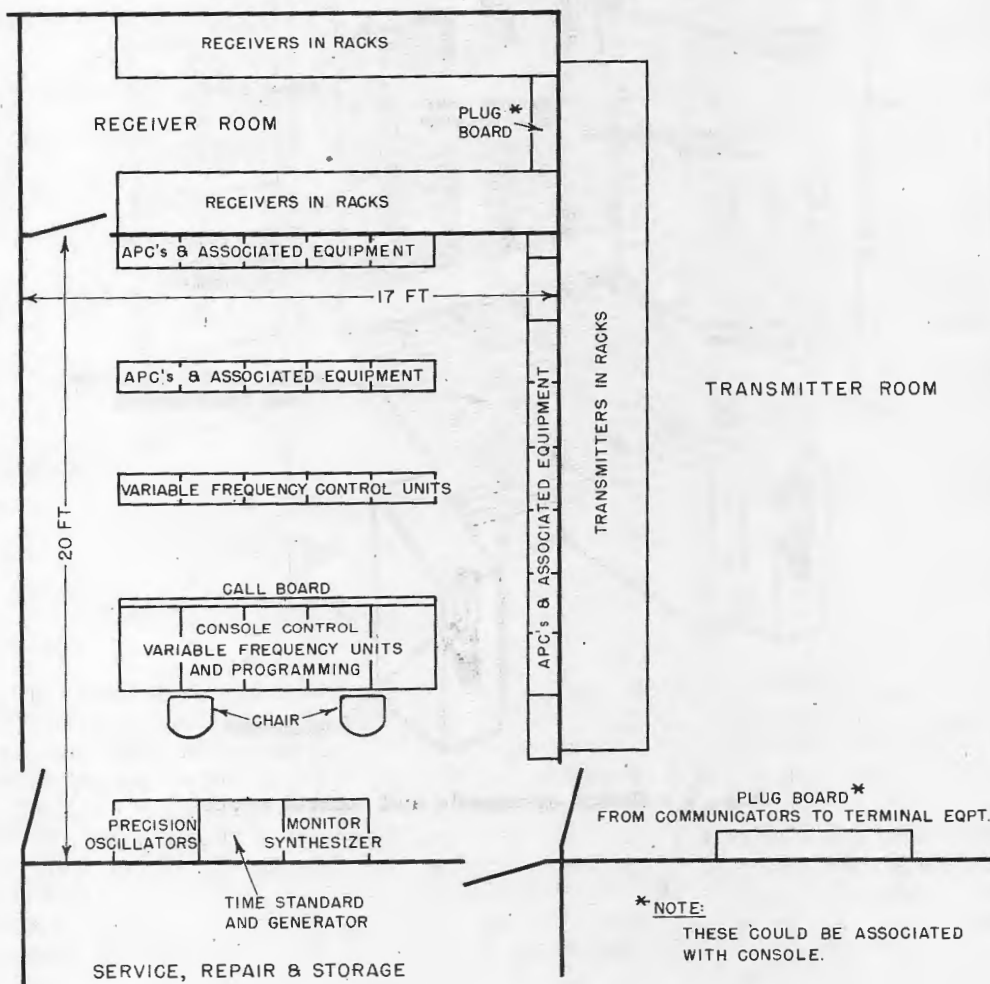 RECEIVERS IN RACKS
RECEIVER ROOM
PLUG *
BOARD
RECEIVERS IN RACKS
APC's & ASSOCIATED EQUIPMENT
17 FT
APC's & ASSOCIATED EQUIPMENT
TRANSMITTER ROOM
VARIABLE FREQUENCY CONTROL UNITS
20 FT
APC's & ASSOCIATED EQUIPMENT
TRANSMITTERS IN RACKS
CALL BOARD
CONSOLE CONTROL
VARIABLE FREQUENCY UNITS
AND PROGRAMMING
CHAIR
PRECISION
OSCILLATORS
MONITOR
SYNTHESIZER
PLUG BOARD *
FROM COMMUNICATORS TO TERMINAL EQPT.
TIME STANDARD
AND GENERATOR
* NOTE:
THESE COULD BE ASSOCIATED
WITH CONSOLE.
SERVICE, REPAIR & STORAGE